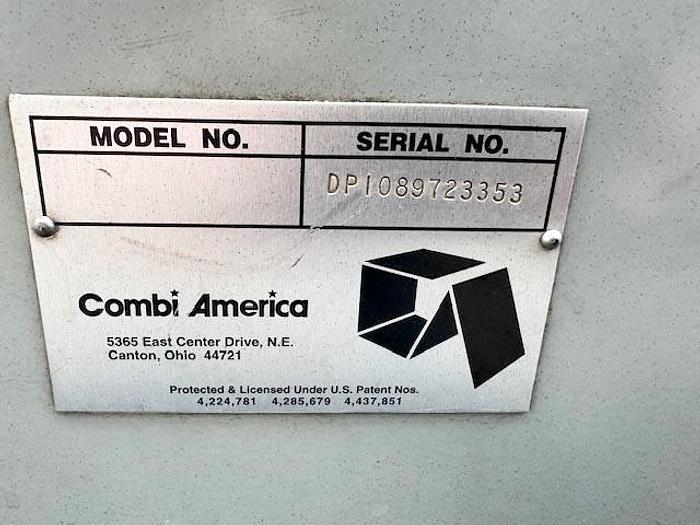 MODEL NO. SERIAL NO.
DPI089723353
Combi America
5365 East Center Drive, N.E.
Canton, Ohio 44721
Protected & Licensed Under U.S. Patent Nos.
4,224,781 4,285,679 4,437,851